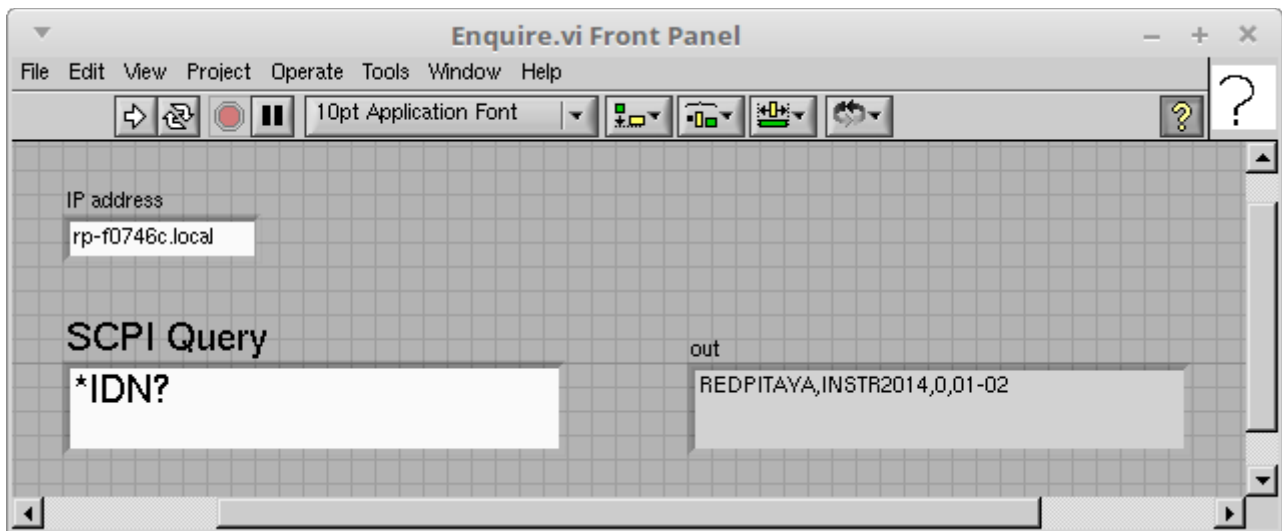 Enquire.vi Front Panel
File Edit View Project Operate Tools Window Help
10pt Application Font
?
?
IP address
rp-f0746c.local
SCPI Query
*IDN?
out
REDPITAYA,INSTR2014,0,01-02